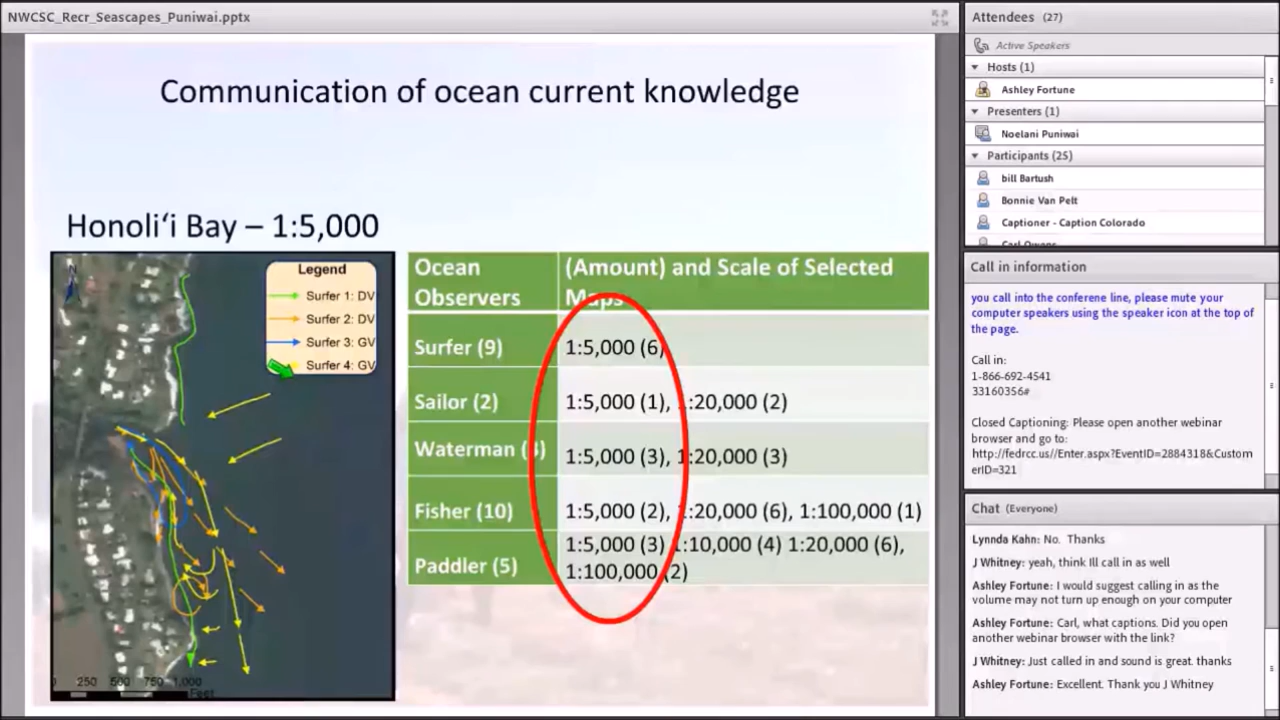 NWCSC_Recr_Seascapes_Puniwai.pptx
Communication of ocean current knowledge
Honoli‘i Bay – 1:5,000
N
Legend
Surfer 1: DV
Surfer 2: DV
Surfer 3: GV
Surfer 4: GV
0 250 500 750 1,000
Feet
Ocean Observers
(Amount) and Scale of Selected
Maps
Surfer (9)
1:5,000 (6)
Sailor (2)
1:5,000 (1), 1:20,000 (2)
Waterman
1:5,000 (3), 1:20,000 (3)
Fisher (10)
1:5,000 (2), 1:20,000 (6), 1:100,000 (1)
Paddler (5)
1:5,000 (3) 1:10,000 (4) 1:20,000 (6),
1:100,000 (2)
Attendees (27)
Active Speakers
Hosts (1)
Ashley Fortune
Presenters (1)
Noelani Puniwai
Participants (25)
bill Bartush
Bonnie Van Pelt
Captioner - Caption Colorado
Carl Owens
Call in information
you call into the conferene line, please mute your
computer speakers using the speaker icon at the top of
the page.
Call in:
1-866-692-4541
33160356#
Closed Captioning: Please open another webinar
browser and go to:
http://fedrcc.us//Enter.aspx?EventID=2884318&Custom
erID=321
Chat (Everyone)
Lynnda Kahn: No. Thanks
J Whitney: yeah, think Ill call in as well
Ashley Fortune: I would suggest calling in as the
volume may not turn up enough on your computer
Ashley Fortune: Carl, what captions. Did you open
another webinar browser with the link?
J Whitney: Just called in and sound is great. thanks
Ashley Fortune: Excellent. Thank you J Whitney